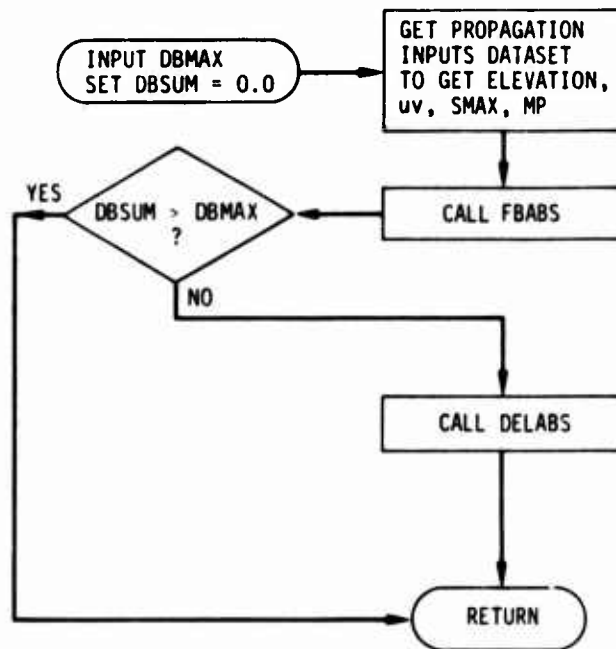 INPUT DBMAX
SET DBSUM = 0.0
GET PROPAGATION
INPUTS DATASET
TO GET ELEVATION,
uv, SMAX, MP
CALL FBABS
DBSUM > DBMAX
?
YES
NO
CALL DELABS
RETURN